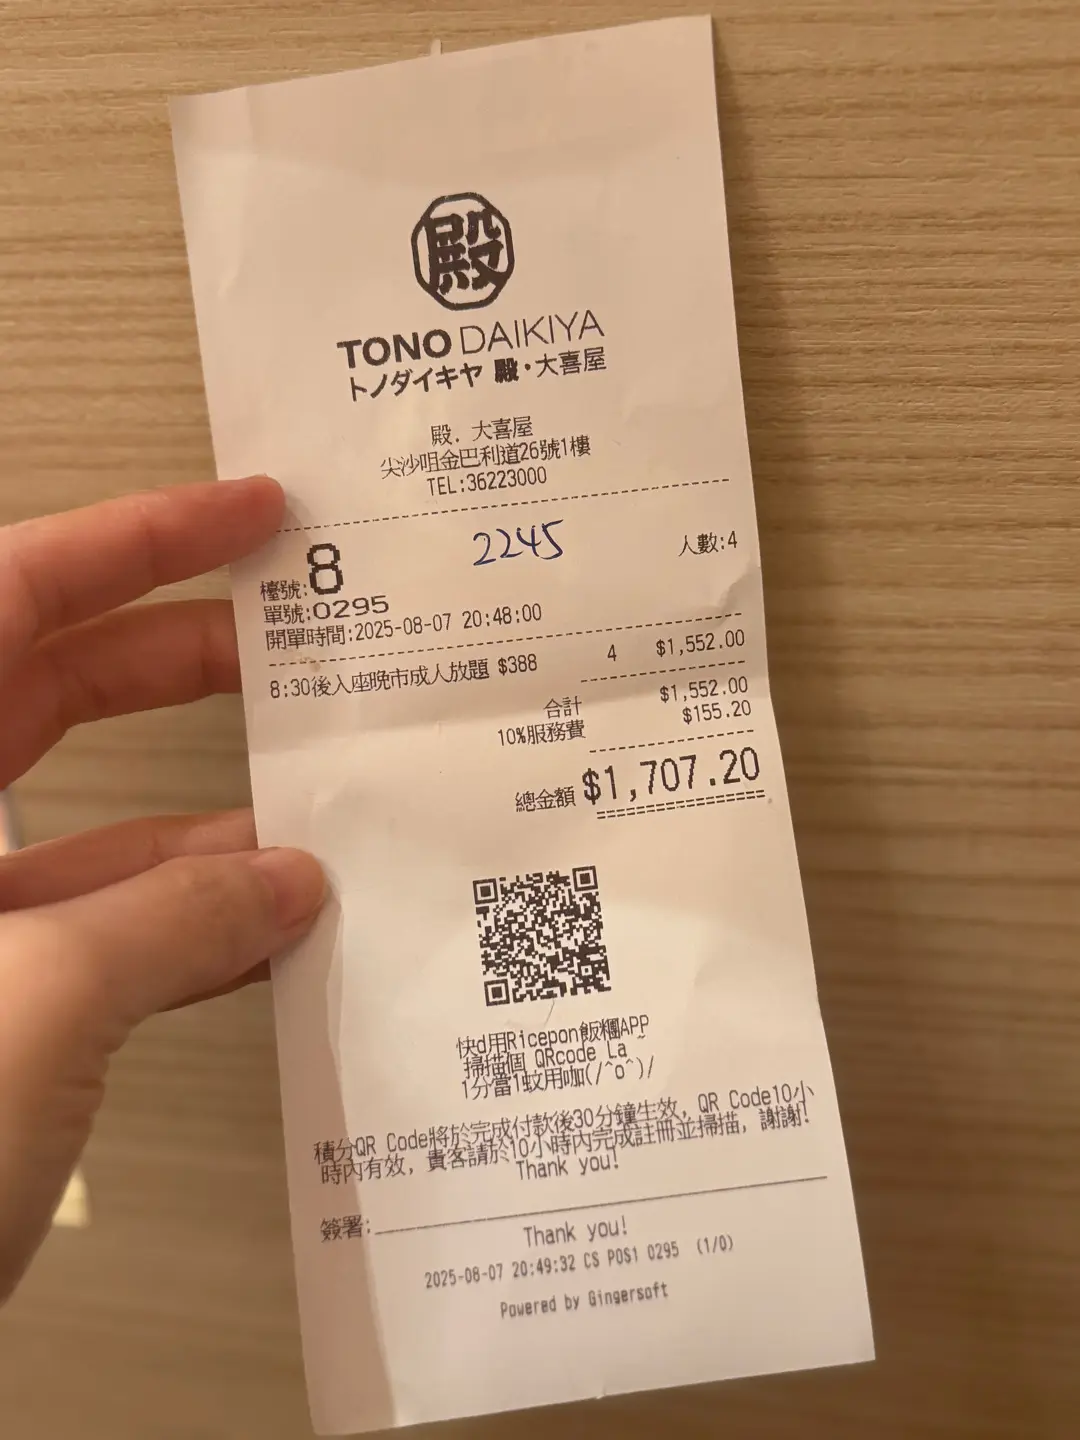 殿
TONO DAIKIYA
トノダイキヤ 殿・大喜屋
殿. 大喜屋
尖沙咀金巴利道26號1樓
TEL:36223000
檯號:8 2245 人數:4
單號:0295
開單時間:2025-08-07 20:48:00
8:30後入座晚市成人放題 $388 4 $1,552.00
合計 $1,552.00
10%服務費 $155.20
總金額 $1,707.20
快d用Ricepon飯糰APP
掃描個 QRcode La~
1分當1蚊用咖(/^o^)/
積分QR Code將於完成付款後30分鐘生效, QR Code10小
時內有效, 貴客請於10小時內完成註冊並掃描, 謝謝!
Thank you!
簽署:
Thank you!
2025-08-07 20:49:32 CS POS1 0295 (1/0)
Powered by Gingersoft